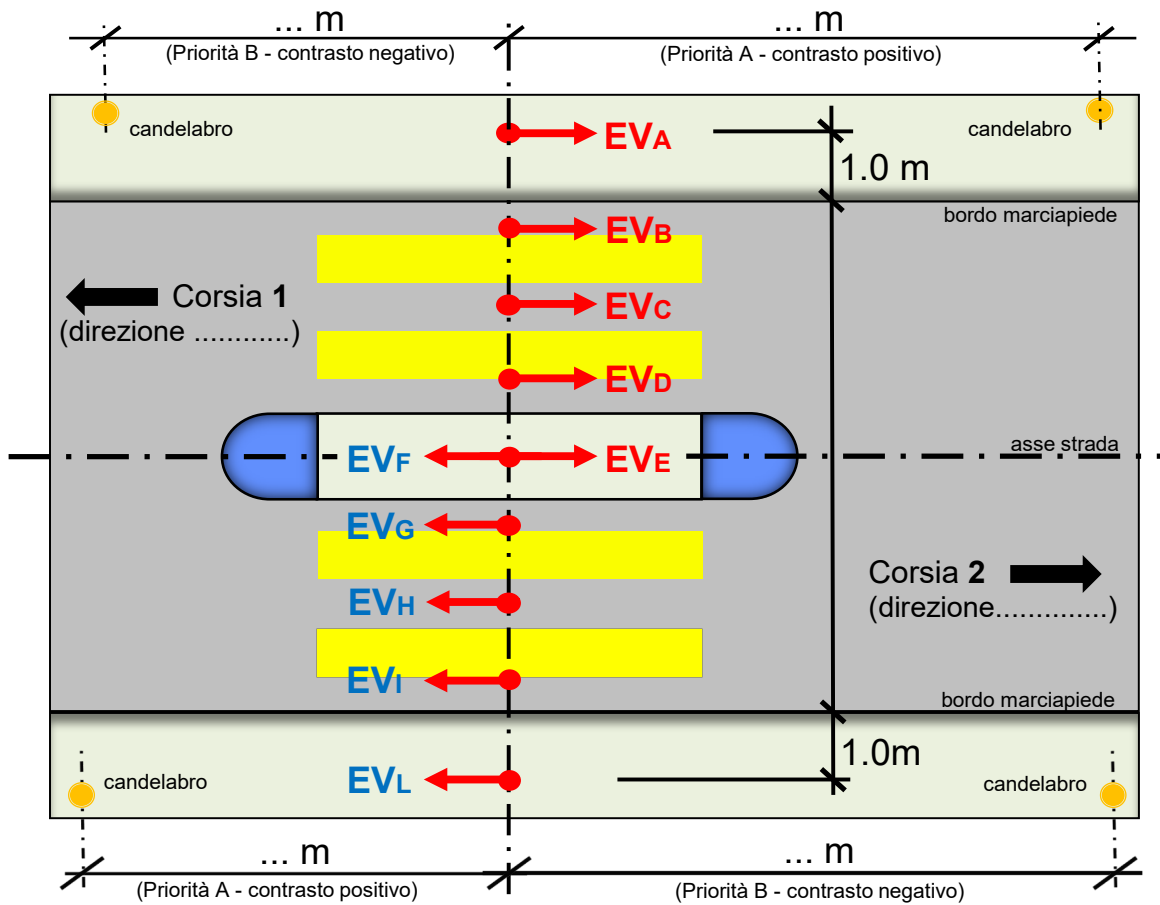 ... m
... m
(Priorità B - contrasto negativo)
(Priorità A - contrasto positivo)
candelabro
candelabro
EVA
1.0 m
bordo marciapiede
EVB
Corsia 1
(direzione ............)
EVC
EVD
asse strada
EVF
EVE
EVG
Corsia 2
(direzione..............)
EVH
EVI
bordo marciapiede
1.0m
candelabro
EVL
candelabro
... m
... m
(Priorità A - contrasto positivo)
(Priorità B - contrasto negativo)